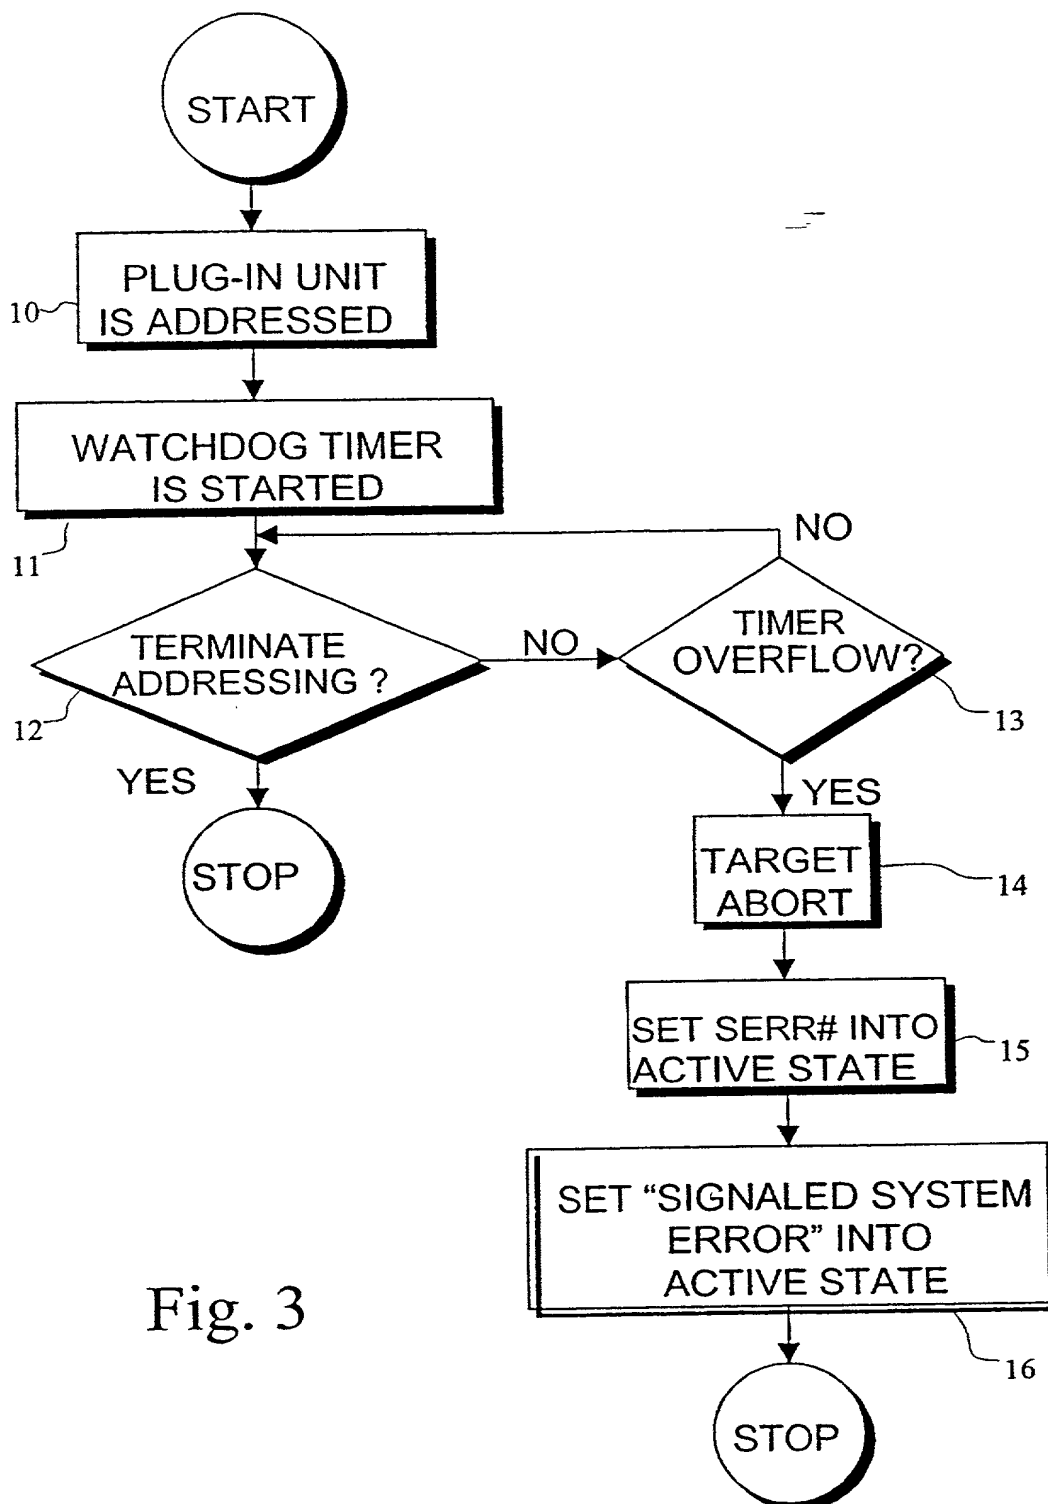 START
PLUG-IN UNIT
IS ADDRESSED
10
WATCHDOG TIMER
IS STARTED
11
NO
TERMINATE
ADDRESSING ?
12
NO
TIMER
OVERFLOW?
13
YES
STOP
YES
TARGET
ABORT
14
SET SERR# INTO
ACTIVE STATE
15
SET “SIGNALED SYSTEM
ERROR” INTO
ACTIVE STATE
16
STOP
Fig. 3